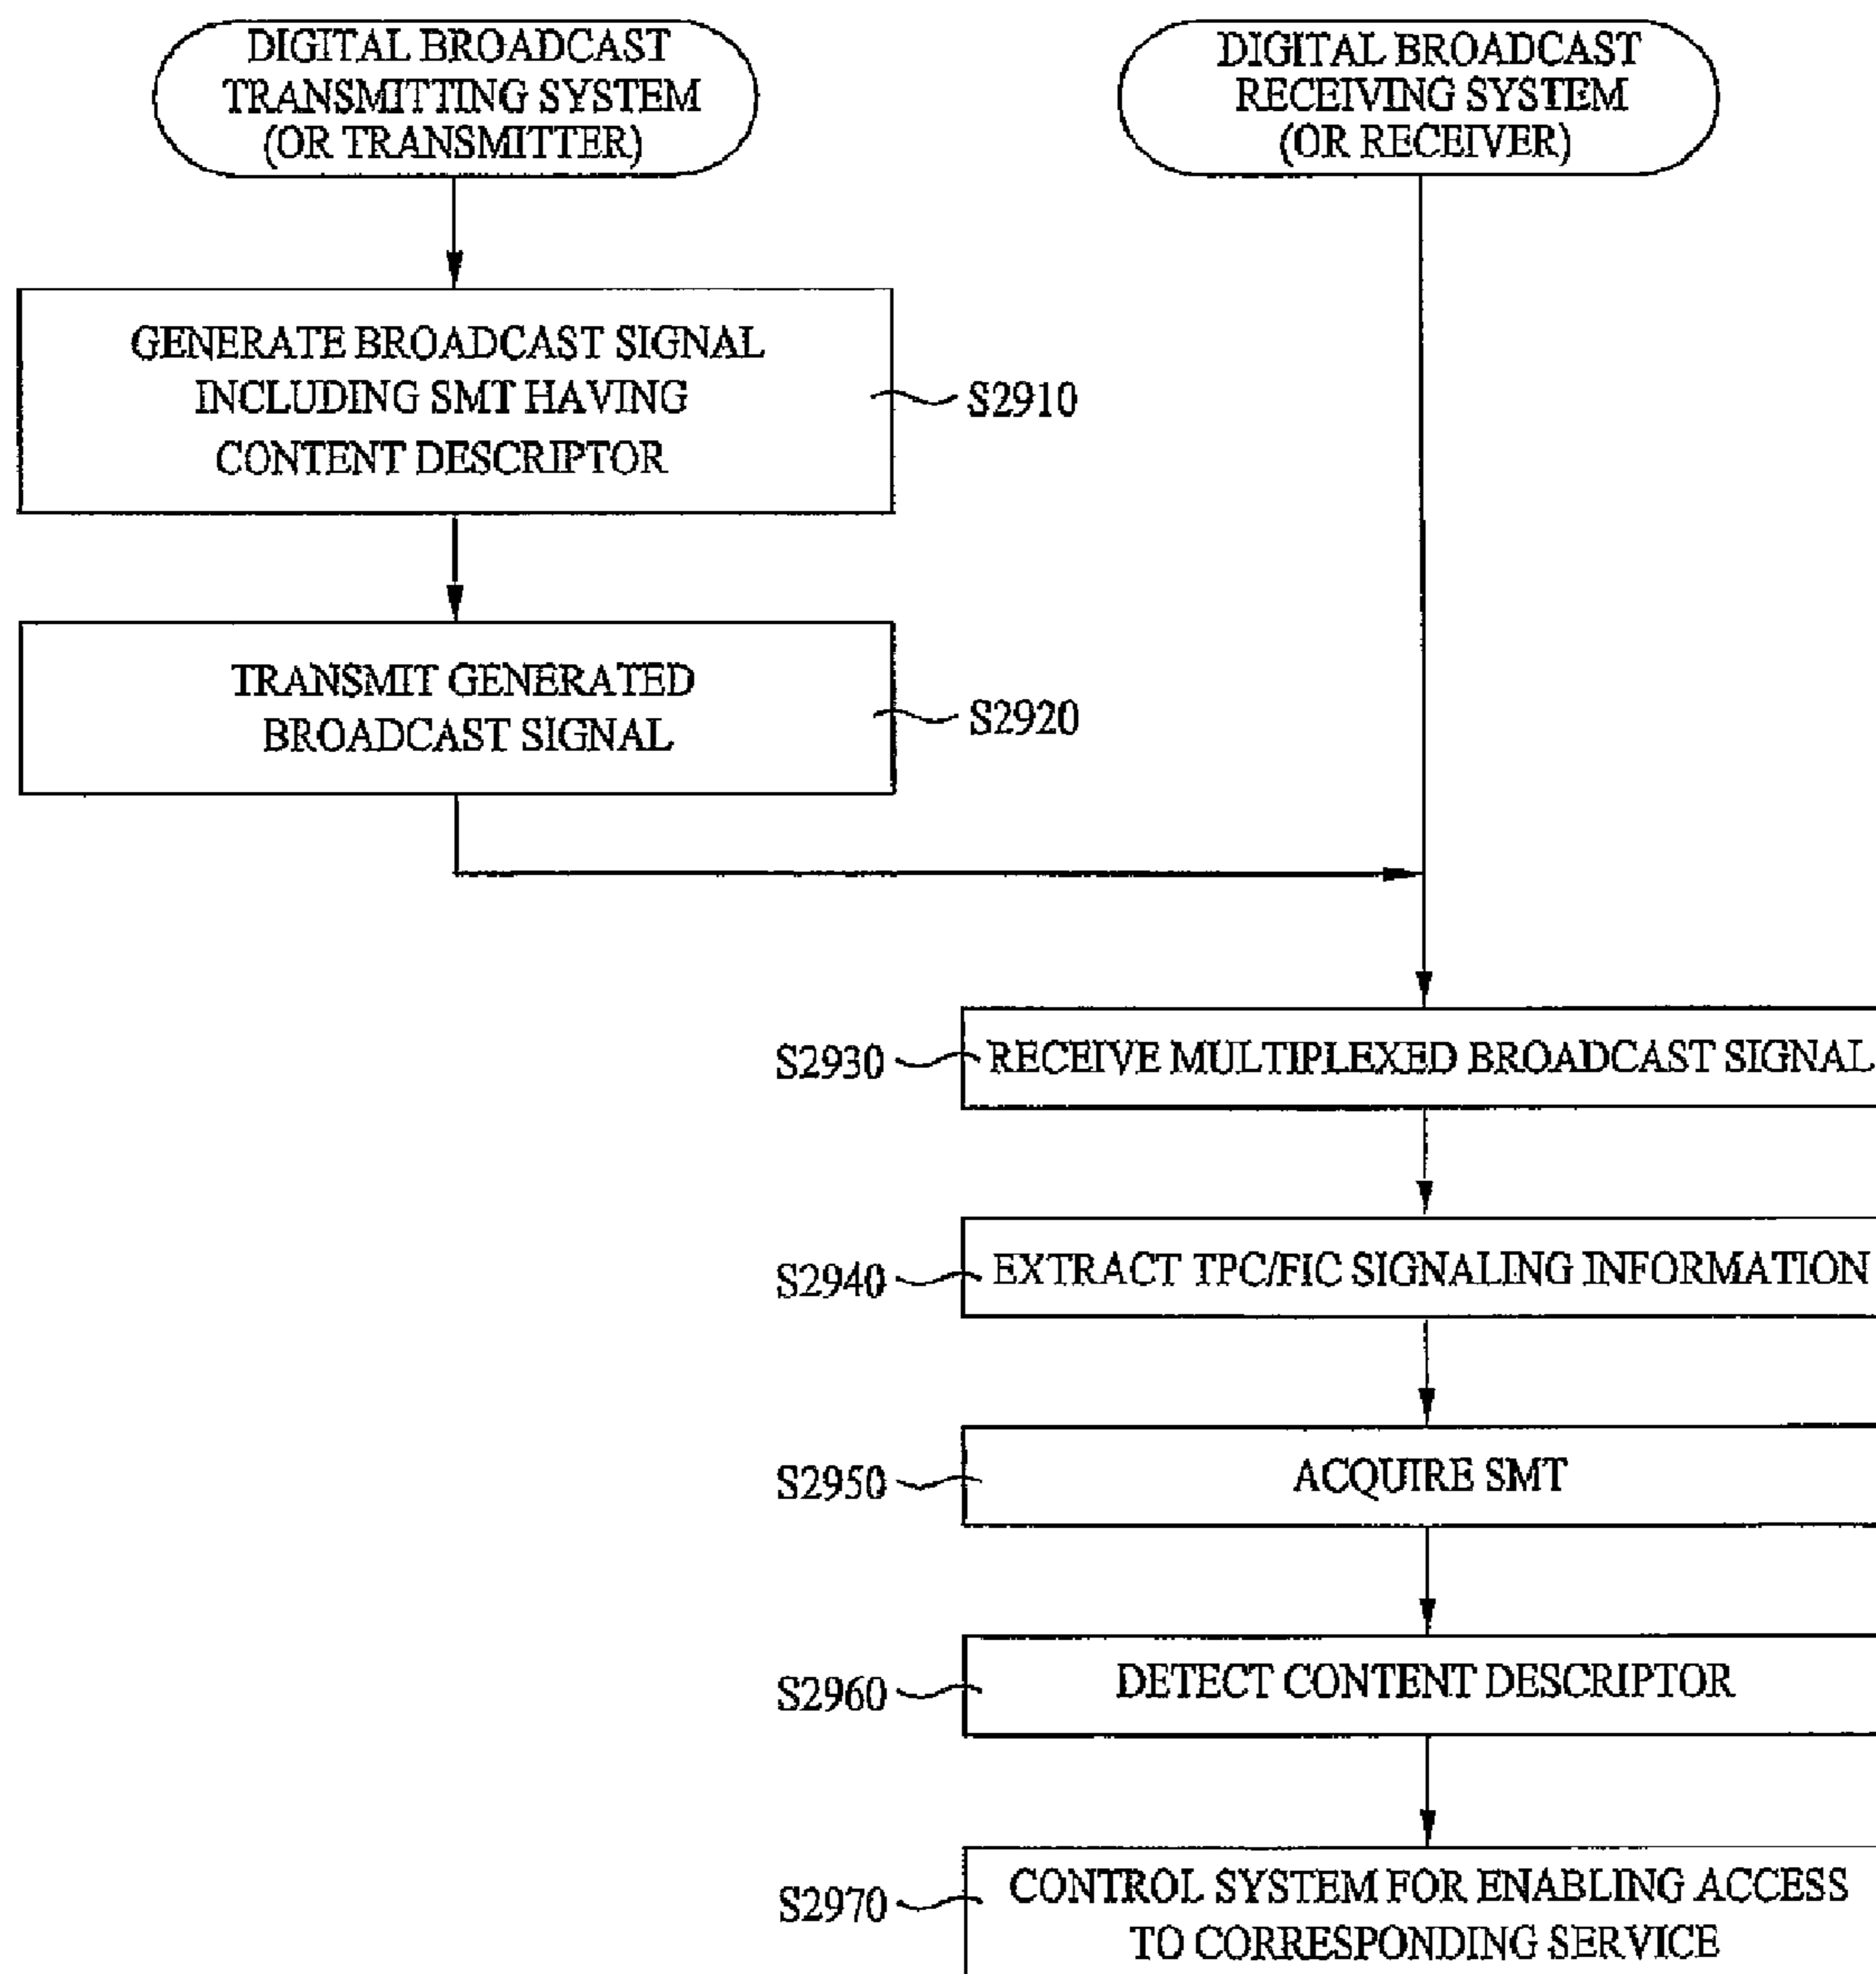 DIGITAL BROADCAST
TRANSMITTING SYSTEM
(OR TRANSMITTER)
DIGITAL BROADCAST
RECEIVING SYSTEM
(OR RECEIVER)
GENERATE BROADCAST SIGNAL
INCLUDING SMT HAVING
CONTENT DESCRIPTOR
S2910
TRANSMIT GENERATED
BROADCAST SIGNAL
S2920
S2930
RECEIVE MULTIPLEXED BROADCAST SIGNAL
S2940
EXTRACT TPC/FIC SIGNALING INFORMATION
S2950
ACQUIRE SMT
S2960
DETECT CONTENT DESCRIPTOR
S2970
CONTROL SYSTEM FOR ENABLING ACCESS
TO CORRESPONDING SERVICE